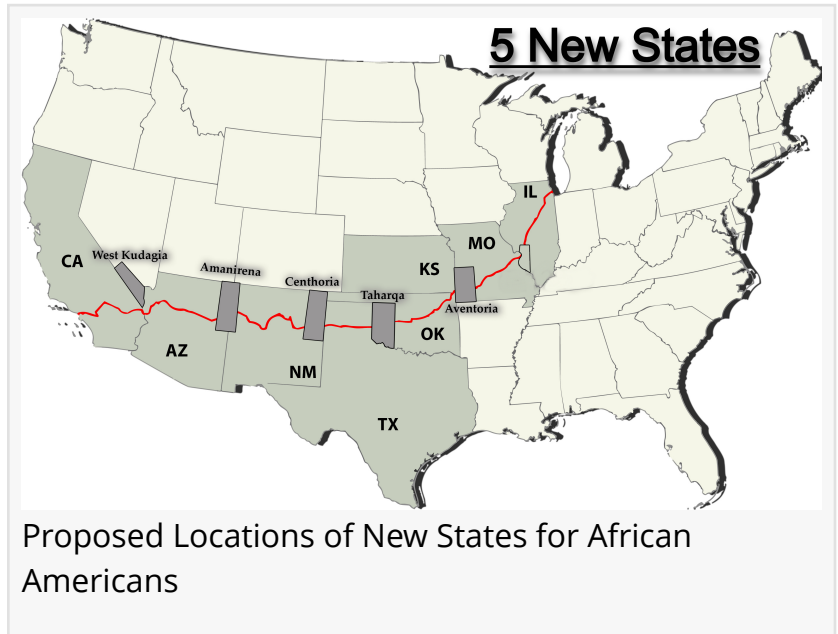 5 New States
IL
MO
CA
West Kudagia
KS
Amanirena
Centhoria
Taharqa
Aventoria
OK
AZ
NM
TX
Proposed Locations of New States for African
Americans